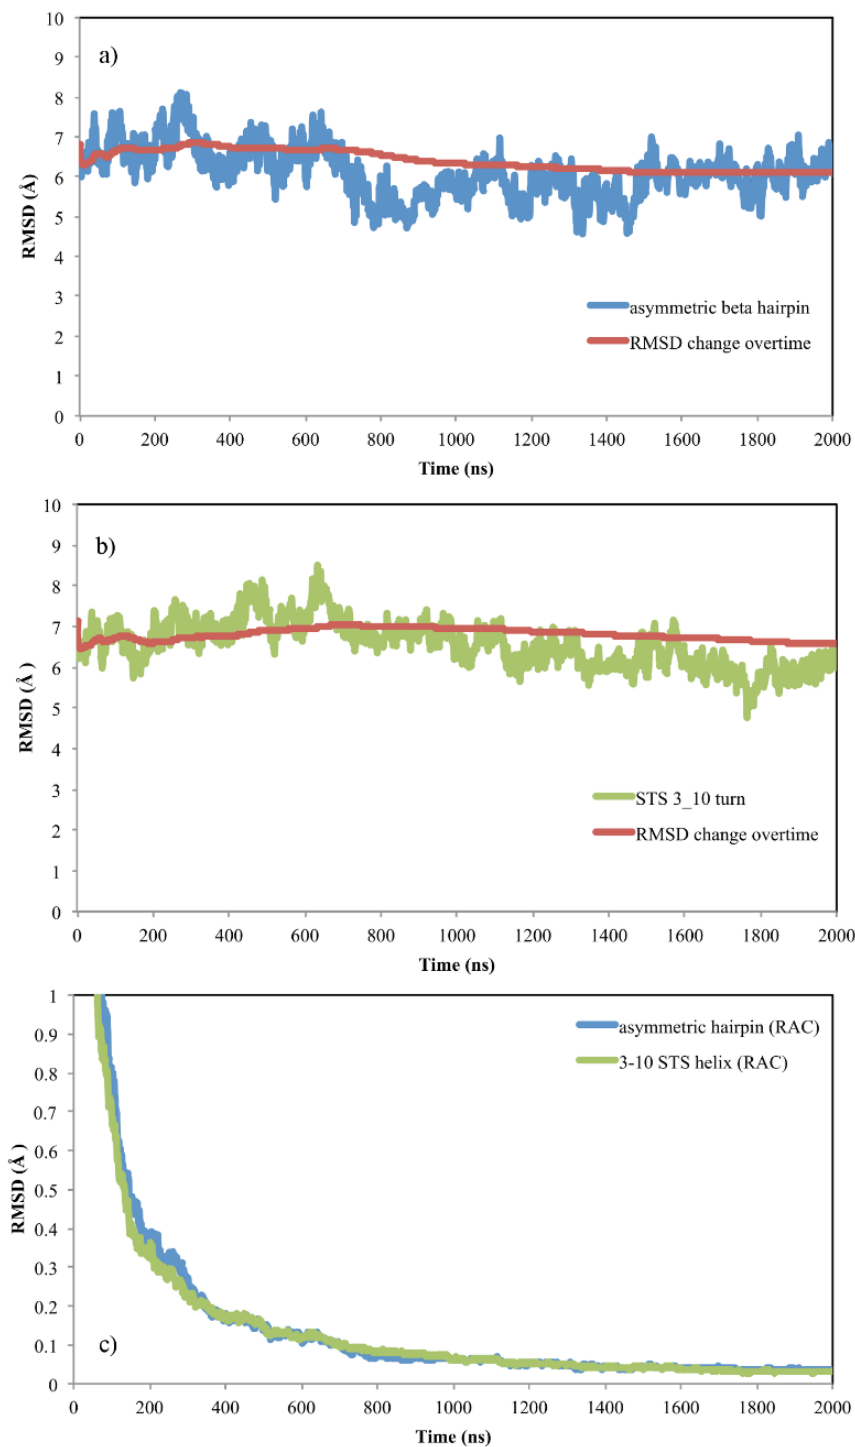 10
9
8
7
6
5
4
3
2
1
0
RMSD (Å)
a)
asymmetric beta hairpin
RMSD change overtime
0 200 400 600 800 1000 1200 1400 1600 1800 2000
Time (ns)
10
9
8
7
6
5
4
3
2
1
0
RMSD (Å )
b)
STS 3_10 turn
RMSD change overtime
0 200 400 600 800 1000 1200 1400 1600 1800 2000
Time (ns)
1
0.9
0.8
0.7
0.6
0.5
0.4
0.3
0.2
0.1
0
RMSD (Å )
asymmetric hairpin (RAC)
3-10 STS helix (RAC)
c)
0 200 400 600 800 1000 1200 1400 1600 1800 2000
Time (ns)